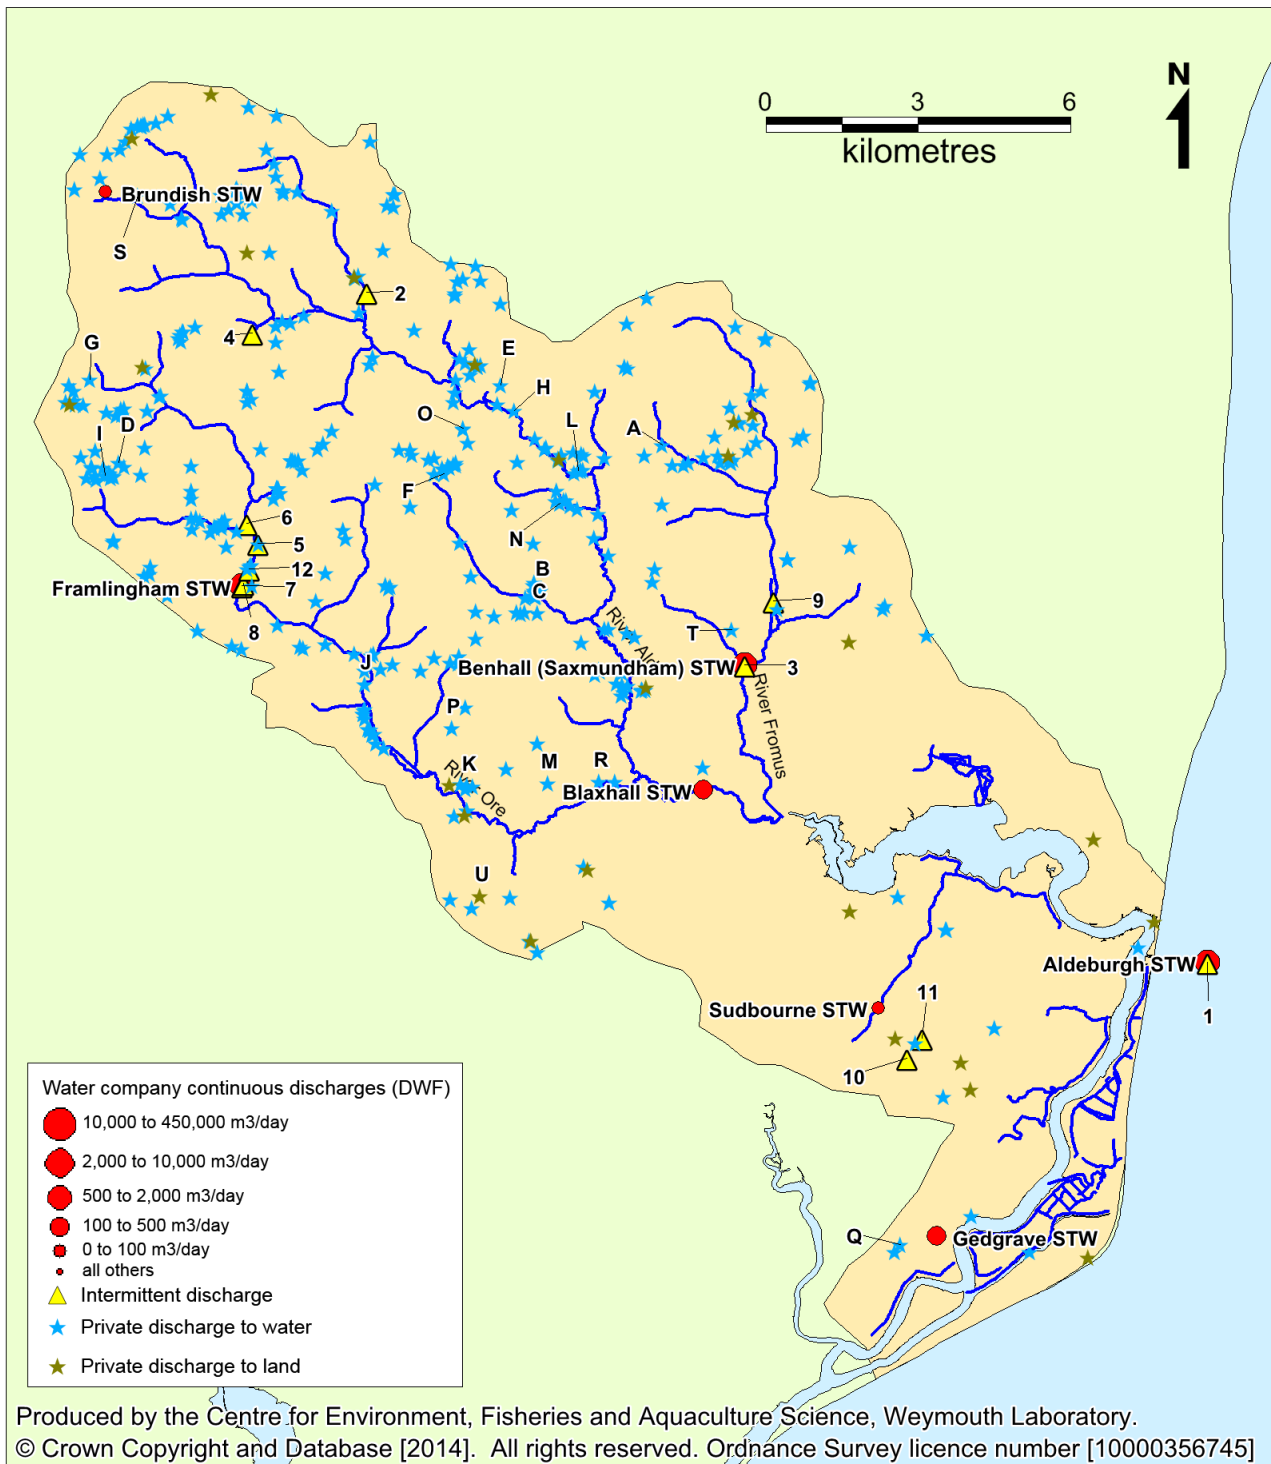 N
0 3 6
kilometres
Brundish STW
S
2
4
G
E
H
O
L
A
I
D
F
6
N
5
B
12
C
Framlingham STW
7
9
8
T
River Ald
J
Benhall (Saxmundham) STW
3
River Fromus
P
K
M
R
River Ore
Blaxhall STW
U
Aldeburgh STW
Sudbourne STW
11
1
10
Q
Gedgrave STW
Water company continuous discharges (DWF)
10,000 to 450,000 m3/day
2,000 to 10,000 m3/day
500 to 2,000 m3/day
100 to 500 m3/day
0 to 100 m3/day
all others
Intermittent discharge
Private discharge to water
Private discharge to land
Produced by the Centre for Environment, Fisheries and Aquaculture Science, Weymouth Laboratory.
© Crown Copyright and Database [2014]. All rights reserved. Ordnance Survey licence number [10000356745]